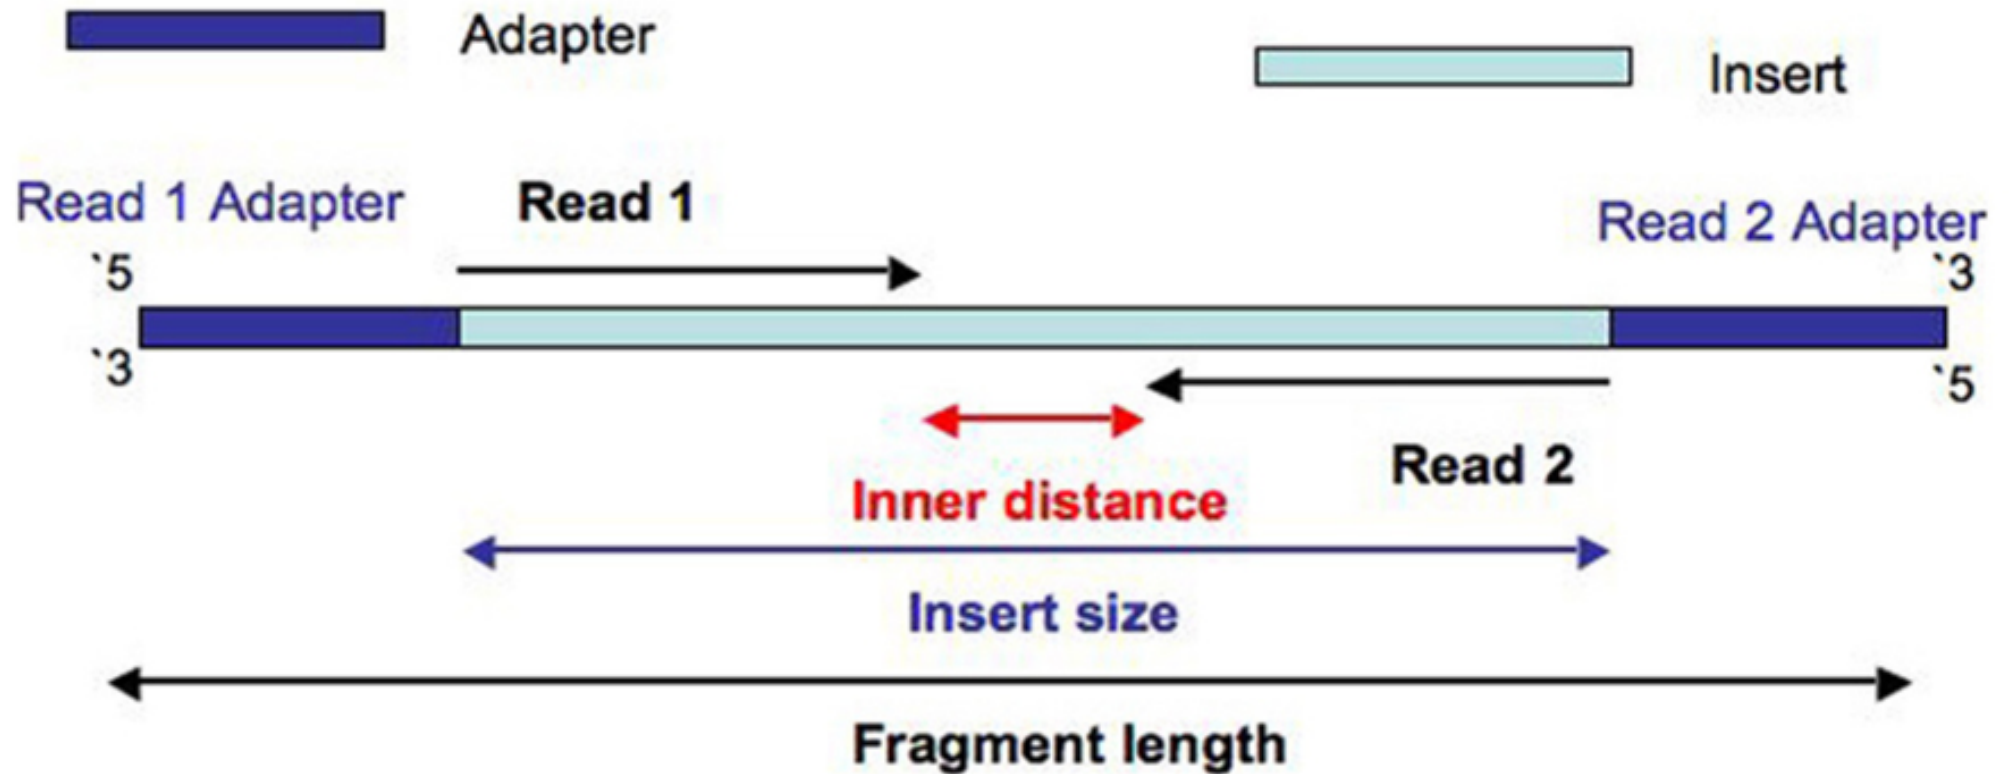 Adapter
Insert
Read 1 Adapter
Read 1
Read 2 Adapter
`5
`3
`3
`5
Read 2
Inner distance
Insert size
Fragment length